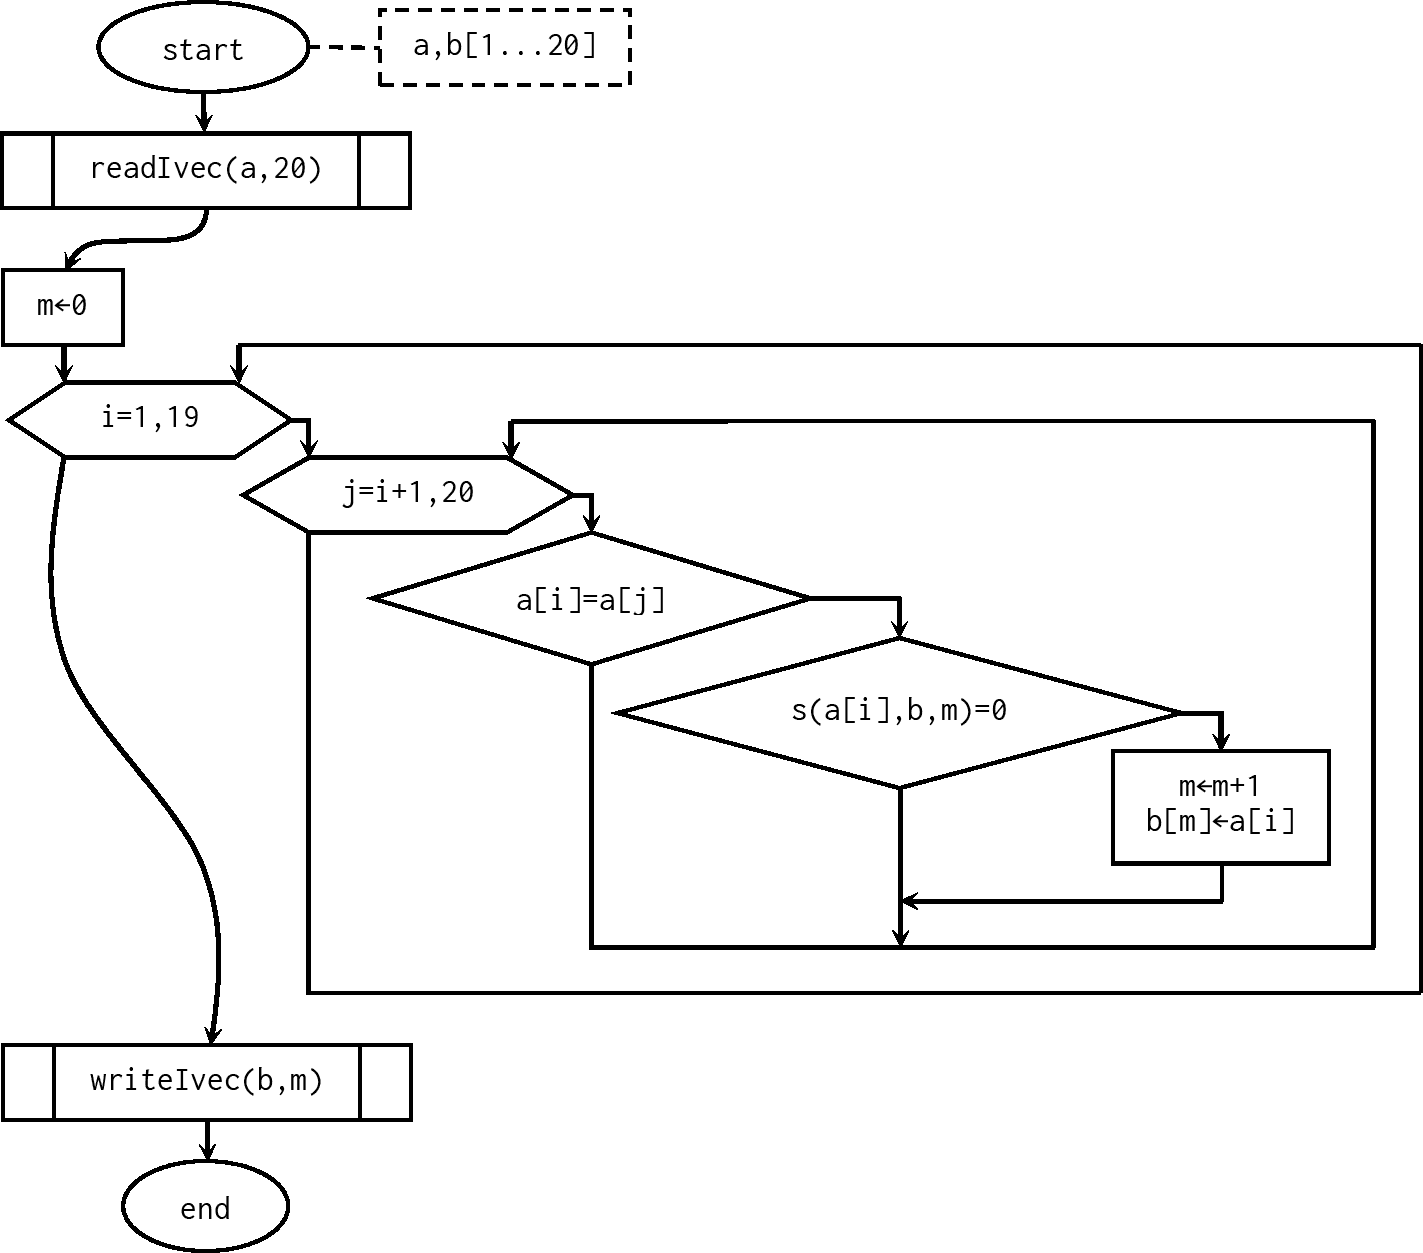 start
a,b[1...20]
readIvec(a,20)
m←0
i=1,19
j=i+1,20
a[i]=a[j]
s(a[i],b,m)=0
m←m+1
b[m]←a[i]
writeIvec(b,m)
end